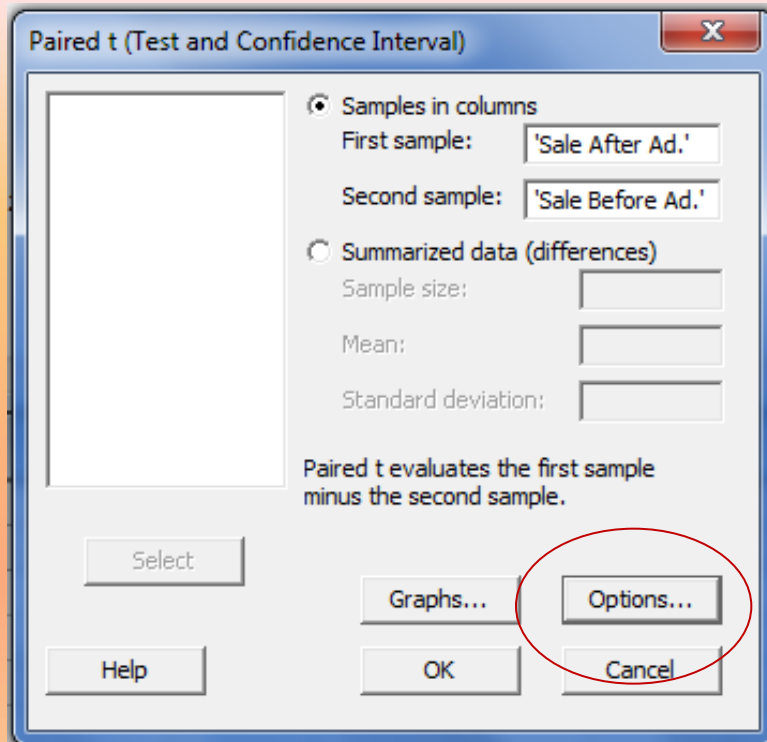 Paired t (Test and Confidence Interval)
X
Samples in columns
First sample: 'Sale After Ad.'
Second sample: 'Sale Before Ad.'
Summarized data (differences)
Sample size:
Mean:
Standard deviation:
Paired t evaluates the first sample
minus the second sample.
Select
Graphs... Options...
Help OK Cancel